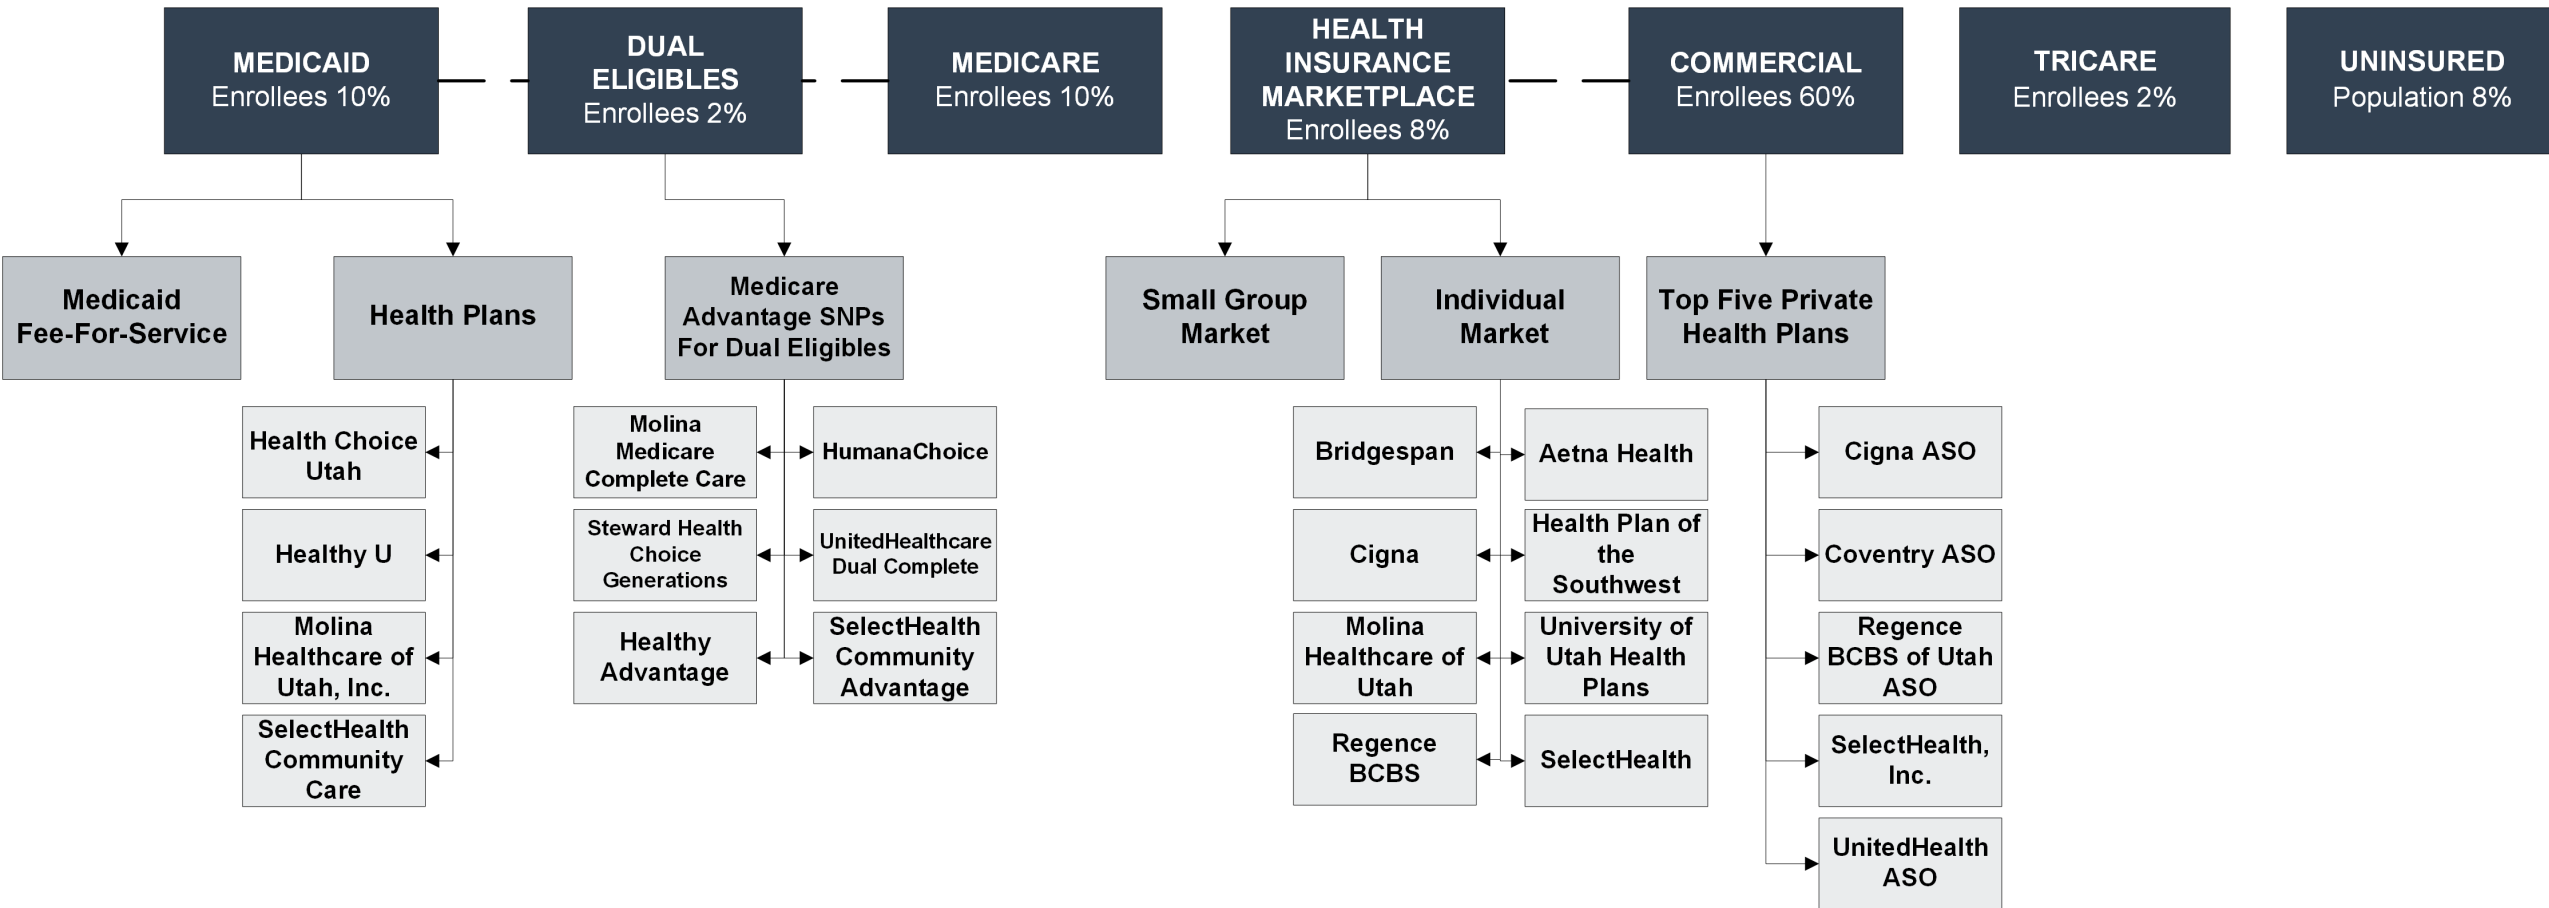 MEDICAID
Enrollees 10%
DUAL
ELIGIBLES
Enrollees 2%
MEDICARE
Enrollees 10%
HEALTH
INSURANCE
MARKETPLACE
Enrollees 8%
COMMERCIAL
Enrollees 60%
TRICARE
Enrollees 2%
UNINSURED
Population 8%
Medicaid
Fee-For-Service
Health Plans
Medicare
Advantage SNPs
For Dual Eligibles
Small Group
Market
Individual
Market
Top Five Private
Health Plans
Health Choice
Utah
Healthy U
Molina
Healthcare of
Utah, Inc.
SelectHealth
Community
Care
Molina
Medicare
Complete Care
HumanaChoice
Steward Health
Choice
Generations
UnitedHealthcare
Dual Complete
Healthy
Advantage
SelectHealth
Community
Advantage
Bridgespan
Aetna Health
Cigna
Health Plan of
the
Southwest
Molina
Healthcare of
Utah
University of
Utah Health
Plans
Regence
BCBS
SelectHealth
Cigna ASO
Coventry ASO
Regence
BCBS of Utah
ASO
SelectHealth,
Inc.
UnitedHealth
ASO